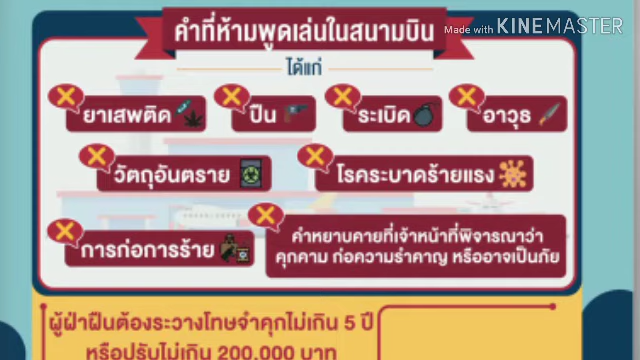 Made with KINEMASTER
คำที่ห้ามพูดเล่นในสนามบิน
ได้แก่
ยาเสพติด
ปืน
ระเบิด
อาวุธ
วัตถุอันตราย
โรคระบาดร้ายแรง
การก่อการร้าย
คำหยาบคายที่เจ้าหน้าที่พิจารณาว่า
คุกคาม ก่อความรำคาญ หรืออาจเป็นภัย
ผู้ฝ่าฝืนต้องระวางโทษจำคุกไม่เกิน 5 ปี
หรือปรับไม่เกิน 200,000 บาท